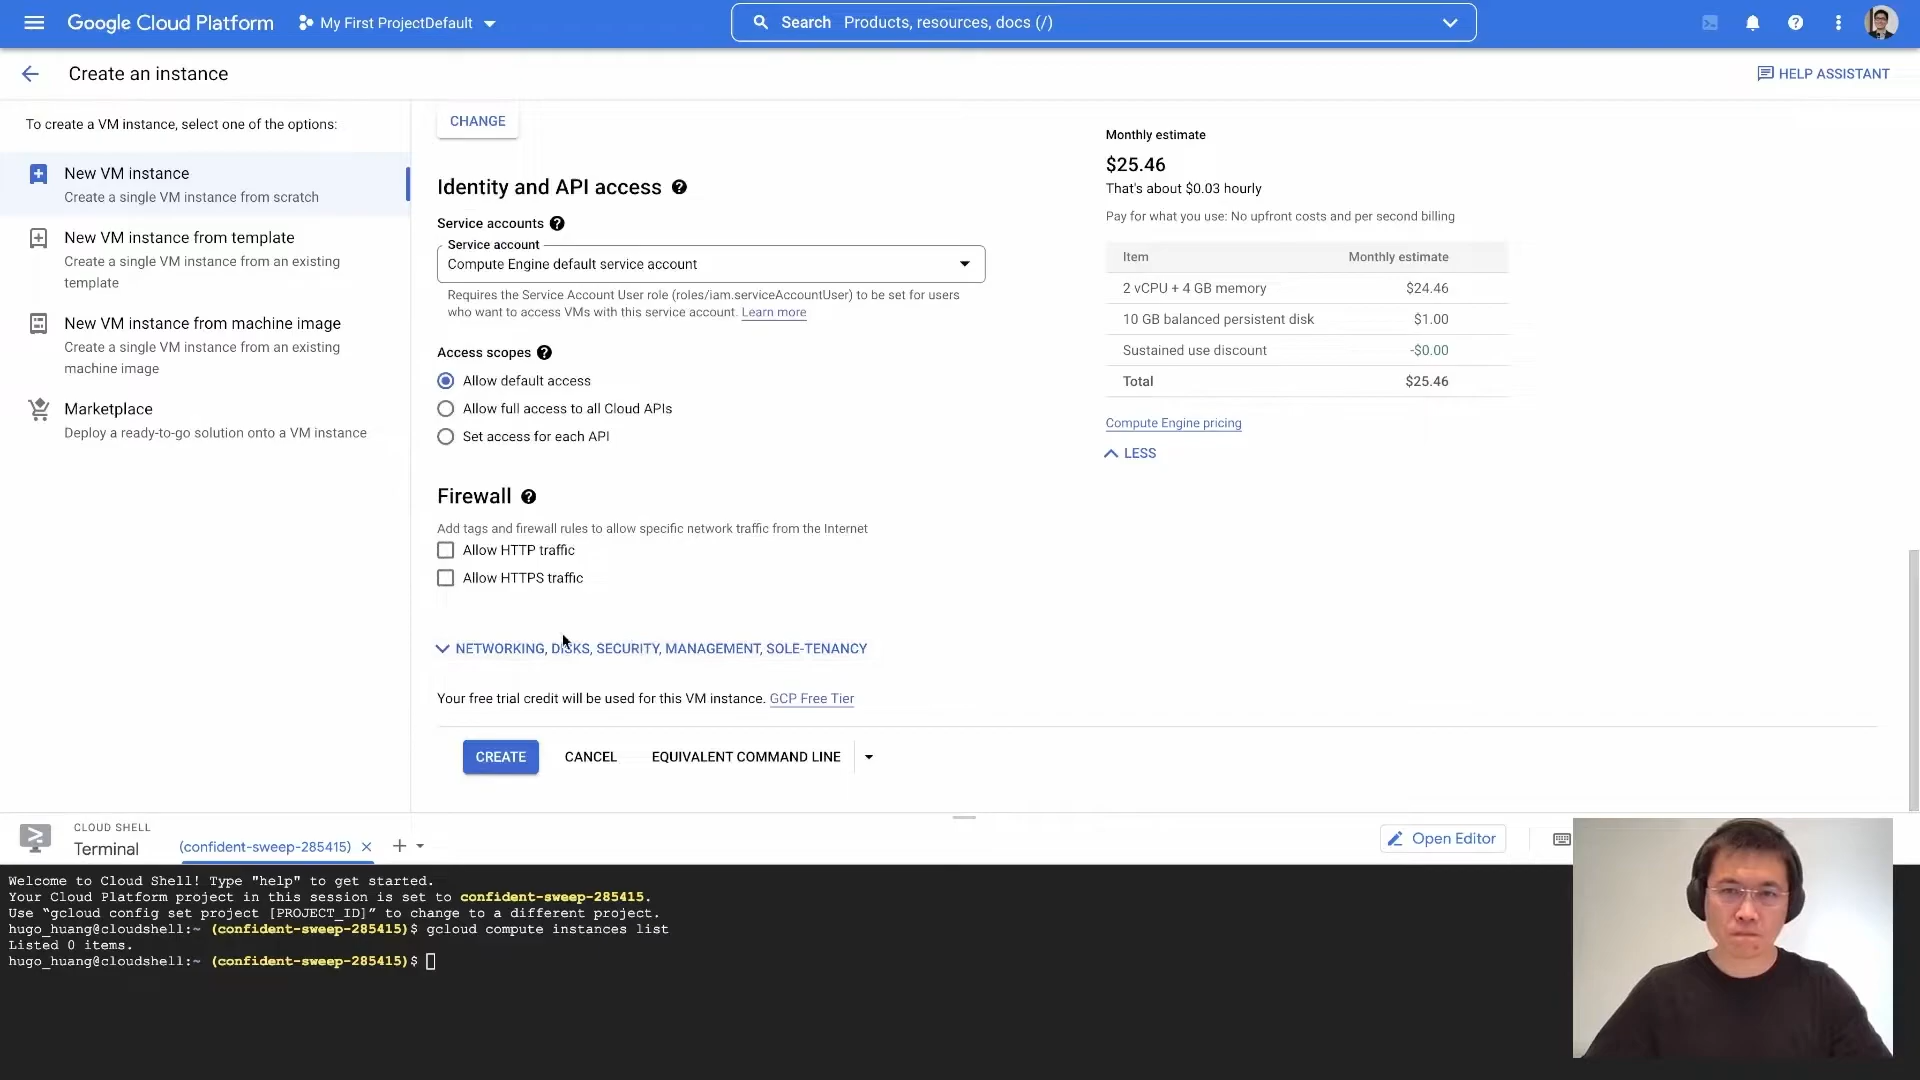 Google Cloud Platform
My First ProjectDefault
Search Products, resources, docs (/)
Create an instance
HELP ASSISTANT
To create a VM instance, select one of the options:
New VM instance
Create a single VM instance from scratch
New VM instance from template
Create a single VM instance from an existing
template
New VM instance from machine image
Create a single VM instance from an existing
machine image
Marketplace
Deploy a ready-to-go solution onto a VM instance
CHANGE
Identity and API access
Service accounts
Service account
Compute Engine default service account
Requires the Service Account User role (roles/iam.serviceAccountUser) to be set for users
who want to access VMs with this service account. Learn more
Access scopes
Allow default access
Allow full access to all Cloud APIs
Set access for each API
Firewall
Add tags and firewall rules to allow specific network traffic from the Internet
Allow HTTP traffic
Allow HTTPS traffic
NETWORKING, DISKS, SECURITY, MANAGEMENT, SOLE-TENANCY
Your free trial credit will be used for this VM instance. GCP Free Tier
CREATE CANCEL EQUIVALENT COMMAND LINE
Monthly estimate
$25.46
That's about $0.03 hourly
Pay for what you use: No upfront costs and per second billing
Item Monthly estimate
2 vCPU + 4 GB memory $24.46
10 GB balanced persistent disk $1.00
Sustained use discount -$0.00
Total $25.46
Compute Engine pricing
LESS
CLOUD SHELL
Terminal
(confident-sweep-285415)
Open Editor
Welcome to Cloud Shell! Type "help" to get started.
Your Cloud Platform project in this session is set to confident-sweep-285415.
Use “gcloud config set project [PROJECT_ID]” to change to a different project.
hugo_huang@cloudshell:~ (confident-sweep-285415)$ gcloud compute instances list
Listed 0 items.
hugo_huang@cloudshell:~ (confident-sweep-285415)$